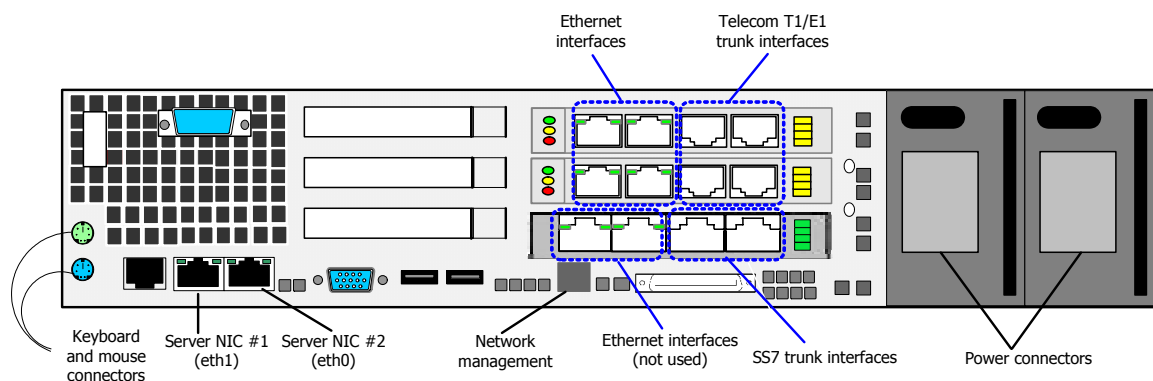 Ethernet
interfaces
Telecom T1/E1
trunk interfaces
Keyboard
and mouse
connectors
Server NIC #1
(eth1)
Server NIC #2
(eth0)
Network
management
Ethernet interfaces
(not used)
SS7 trunk interfaces
Power connectors